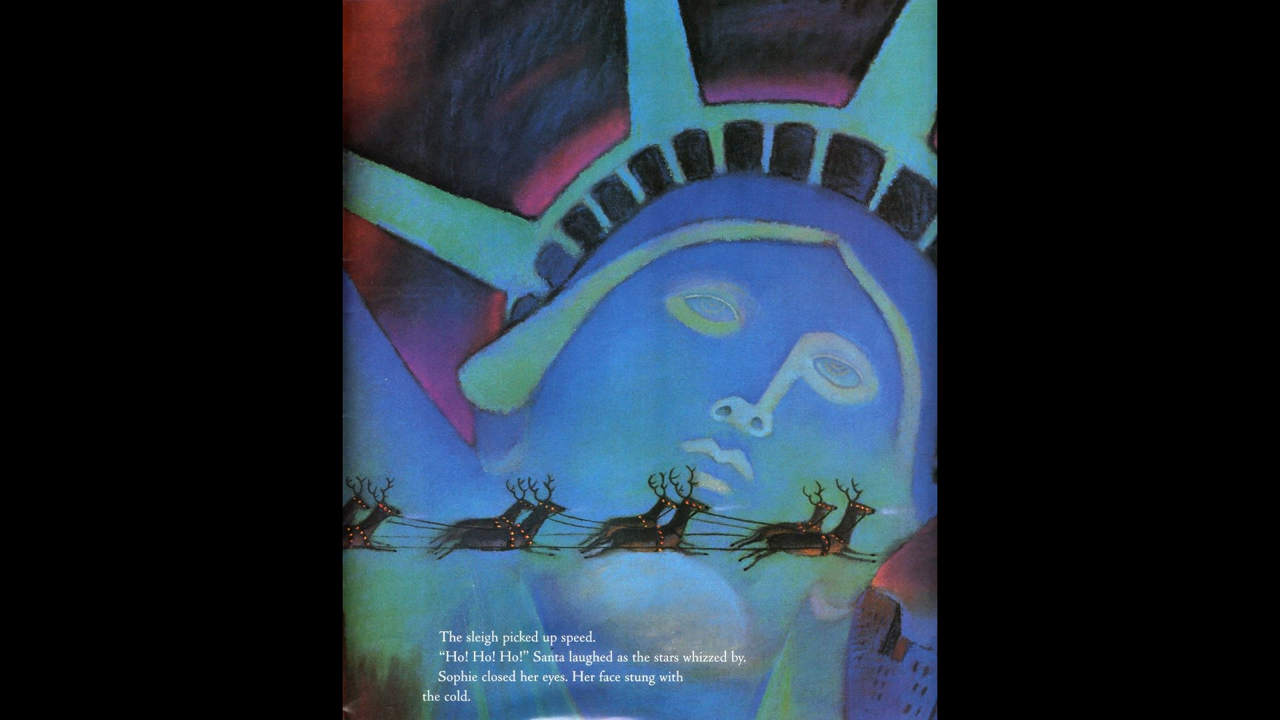 The sleigh picked up speed.
“Ho! Ho! Ho!” Santa laughed as the stars whizzed by.
Sophie closed her eyes. Her face stung with
the cold.